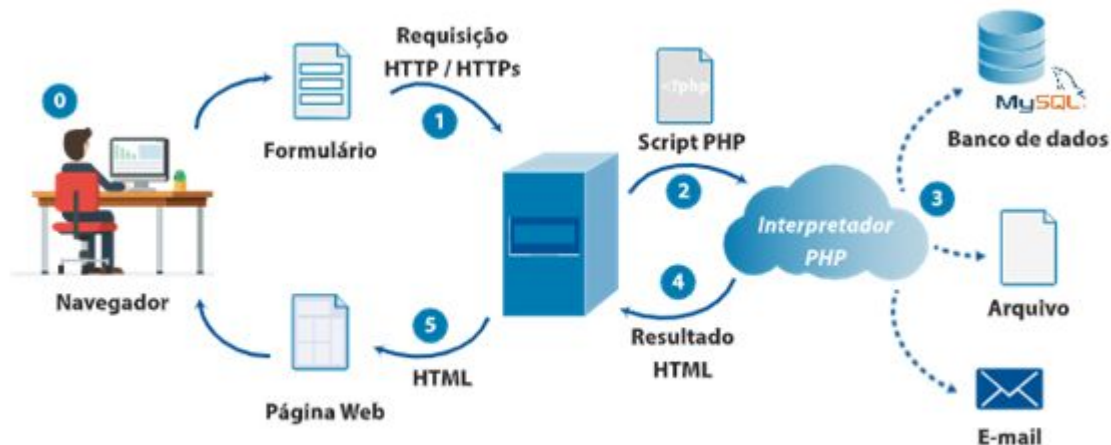 0
Navegador
Formulário
Requisição
HTTP / HTTPs
1
<?php
Script PHP
2
Interpretador
PHP
3
MySQL
Banco de dados
Arquivo
E-mail
4
Resultado
HTML
5
HTML
Página Web